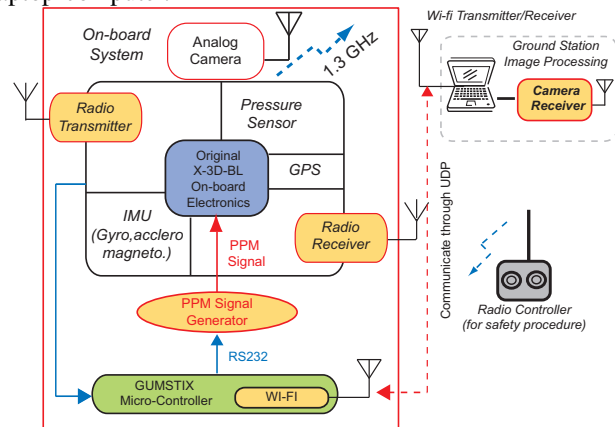 On-board
System
Analog
Camera
1.3 GHz
Wi-fi Transmitter/Receiver
Ground Station
Image Processing
Camera
Receiver
Radio
Transmitter
Pressure
Sensor
Original
X-3D-BL
On-board
Electronics
GPS
IMU
(Gyro,acclero
magneto.)
PPM
Signal
Radio
Receiver
Communicate through UDP
Radio Controller
(for safety procedure)
PPM Signal
Generator
RS232
GUMSTIX
Micro-Controller
WI-FI